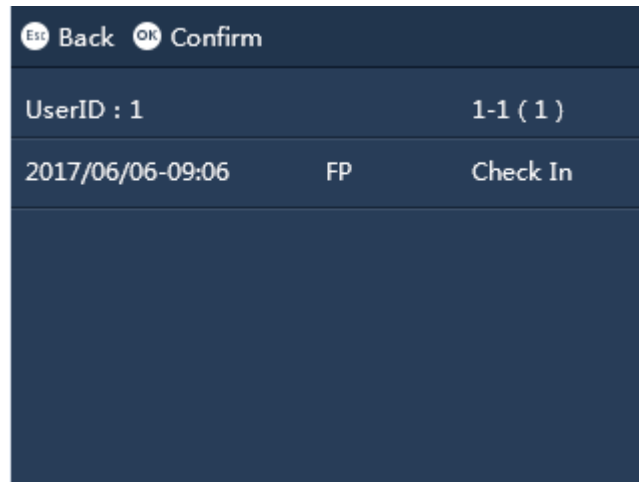 Esc Back OK Confirm
UserID : 1 1-1 ( 1 )
2017/06/06-09:06 FP Check In